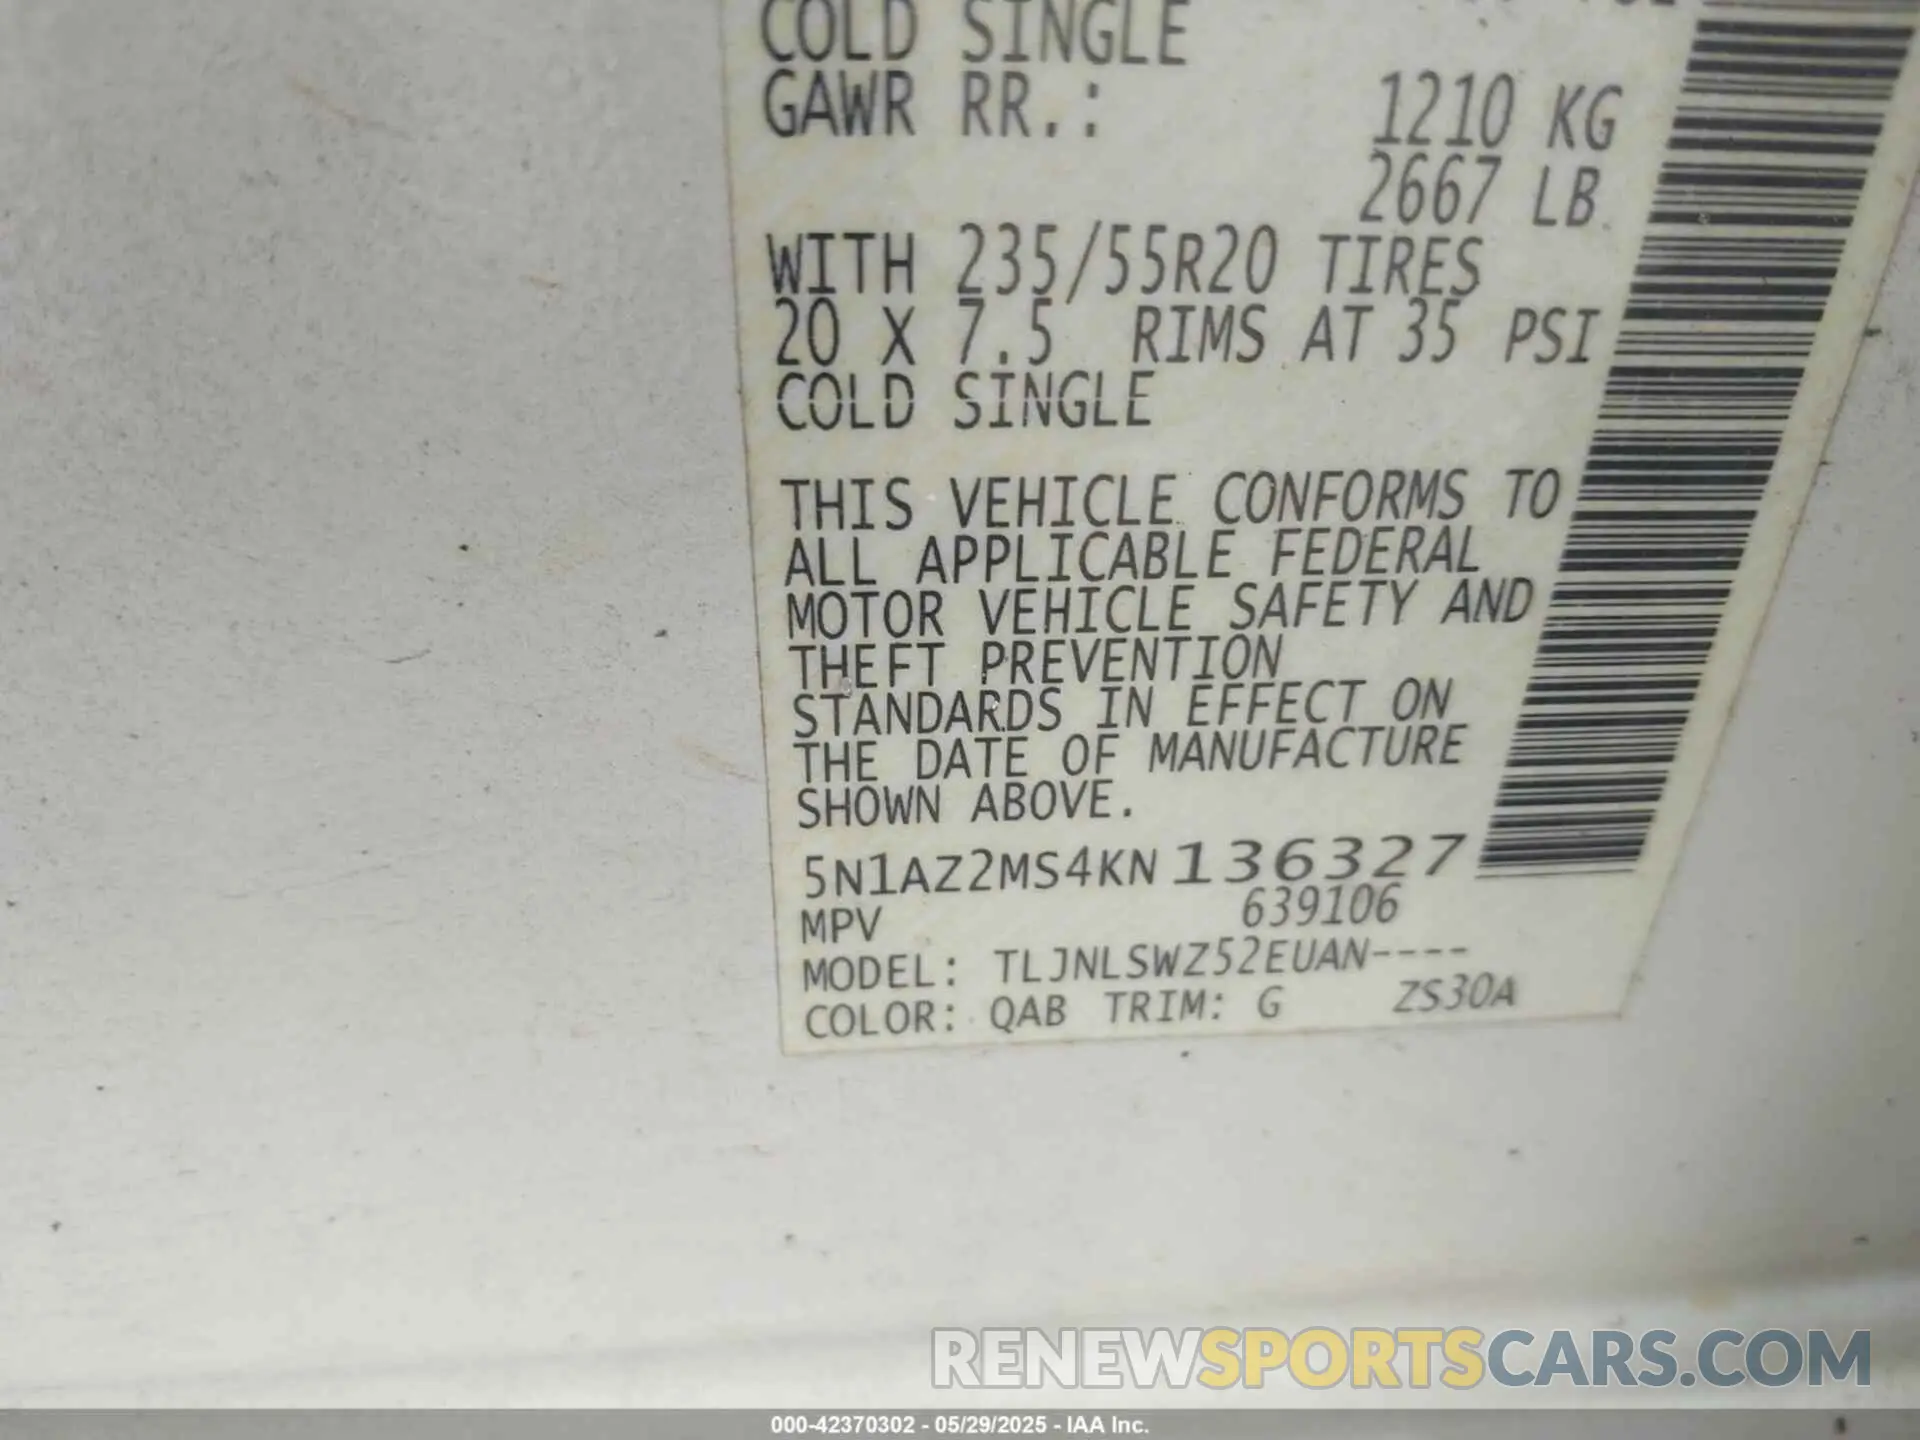 COLD SINGLE
GAWR RR.: 1210 KG
2667 LB
WITH 235/55R20 TIRES
20 X 7.5 RIMS AT 35 PSI
COLD SINGLE
THIS VEHICLE CONFORMS TO
ALL APPLICABLE FEDERAL
MOTOR VEHICLE SAFETY AND
THEFT PREVENTION
STANDARDS IN EFFECT ON
THE DATE OF MANUFACTURE
SHOWN ABOVE.
5N1AZ2MS4KN136327
MPV 639106
MODEL: TLJNLSWZ52EUAN----
COLOR: QAB TRIM: G ZS30A
RENEWSPORTSCARS.COM
000-42370302 - 05/29/2025 - IAA Inc.